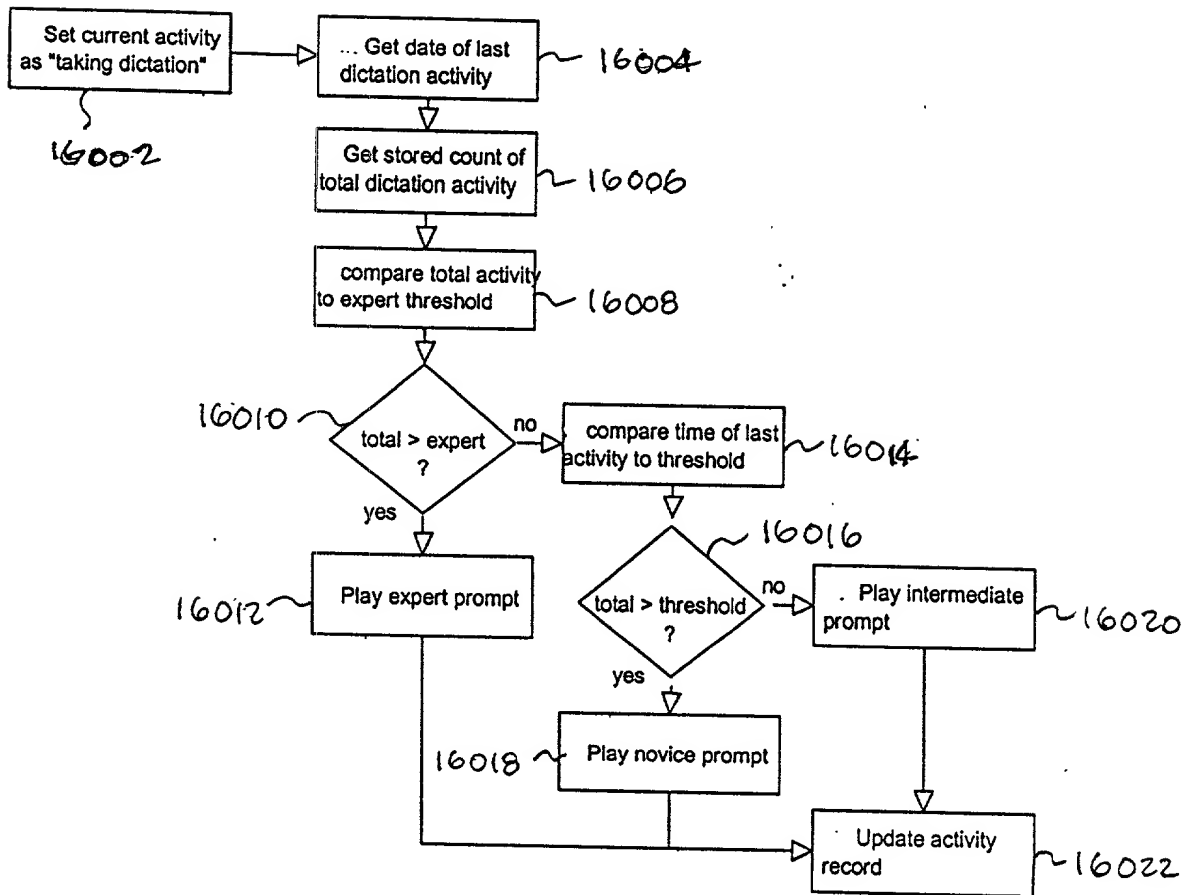 Set current activity
as "taking dictation"
16002
... Get date of last
dictation activity
16004
Get stored count of
total dictation activity
16006
compare total activity
to expert threshold
16008
16010
total > expert
?
no
yes
compare time of last
activity to threshold
16014
16012
Play expert prompt
16016
total > threshold
?
no
yes
. Play intermediate
prompt
16020
16018
Play novice prompt
. Update activity
record
16022